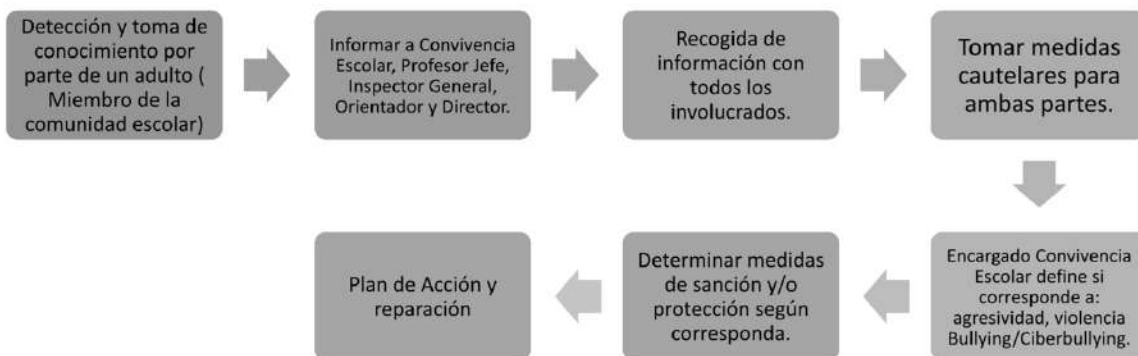 Detección y toma de
conocimiento por
parte de un adulto (
Miembro de la
comunidad escolar)
Informar a Convivencia
Escolar, Profesor Jefe,
Inspector General,
Orientador y Director.
Recogida de
información con
todos los
involucrados.
Tomar medidas
cautelares para
ambas partes.
Encargado Convivencia
Escolar define si
corresponde a:
agresividad, violencia
Bullying/Ciberbullying.
Determinar medidas
de sanción y/o
protección según
corresponda.
Plan de Acción y
reparación